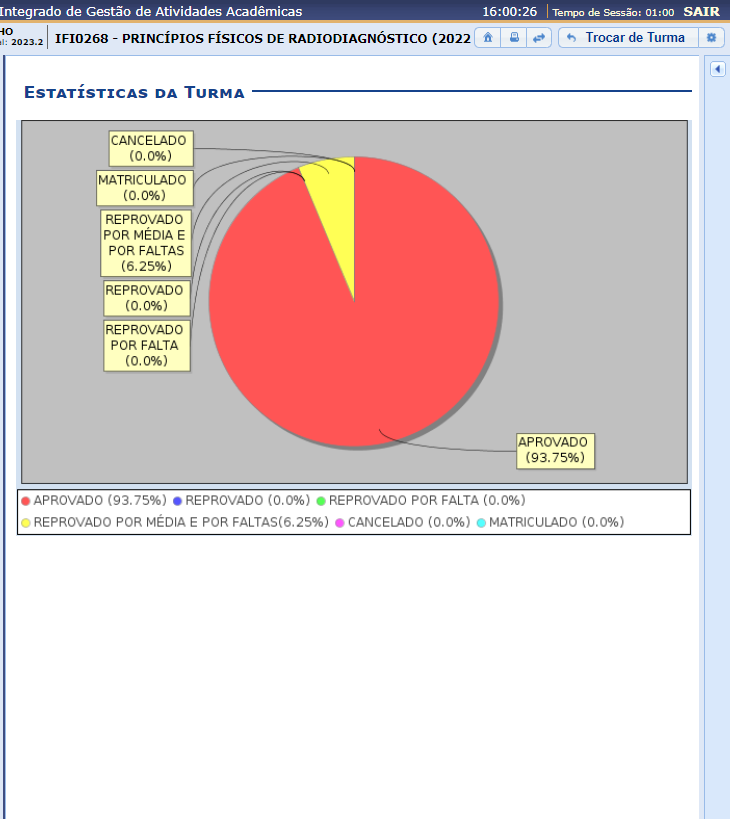 Integrado de Gestão de Atividades Acadêmicas 16:00:26 Tempo de Sessão: 01:00 SAIR
HO
el: 2023.2 IFI0268 - PRINCÍPIOS FÍSICOS DE RADIODIAGNÓSTICO (2022 Trocar de Turma
Estatísticas da Turma
CANCELADO
(0.0%)
MATRICULADO
(0.0%)
REPROVADO
POR MÉDIA E
POR FALTAS
(6.25%)
REPROVADO
(0.0%)
REPROVADO
POR FALTA
(0.0%)
APROVADO
(93.75%)
APROVADO (93.75%) REPROVADO (0.0%) REPROVADO POR FALTA (0.0%)
REPROVADO POR MÉDIA E POR FALTAS(6.25%) CANCELADO (0.0%) MATRICULADO (0.0%)